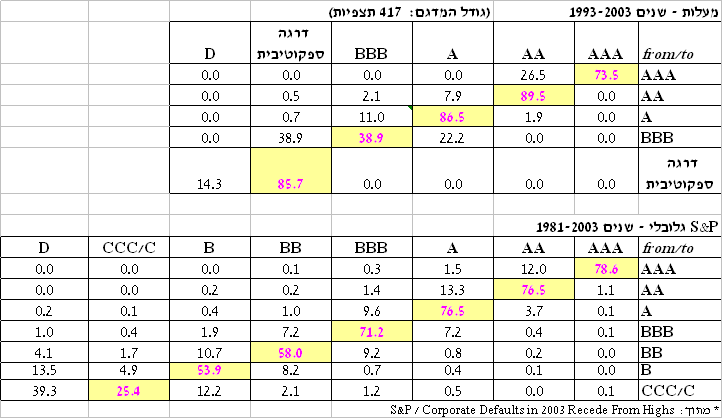 מעלות - שנים 1993-2003 (גודל המדגם: 417 תצפיות)
from/to AAA AA A BBB דרגה ספקוטיבית D
AAA 73.5 26.5 0.0 0.0 0.0 0.0
AA 0.0 89.5 7.9 2.1 0.5 0.0
A 0.0 1.9 86.5 11.0 0.7 0.0
BBB 0.0 0.0 22.2 38.9 38.9 0.0
דרגה ספקוטיבית 0.0 0.0 0.0 0.0 85.7 14.3
S&P גלובלי - שנים 1981-2003
from/to AAA AA A BBB BB B CCC/C D
AAA 78.6 12.0 1.5 0.3 0.1 0.0 0.0 0.0
AA 1.1 76.5 13.3 1.4 0.2 0.2 0.0 0.0
A 0.1 3.7 76.5 9.6 1.0 0.4 0.1 0.2
BBB 0.1 0.4 7.2 71.2 7.2 1.9 0.4 1.0
BB 0.0 0.2 0.8 9.2 58.0 10.7 1.7 4.1
B 0.0 0.1 0.4 0.7 8.2 53.9 4.9 13.5
CCC/C 0.1 0.0 0.5 1.2 2.1 12.2 25.4 39.3
* מתוך: S&P / Corporate Defaults in 2003 Recede From Highs